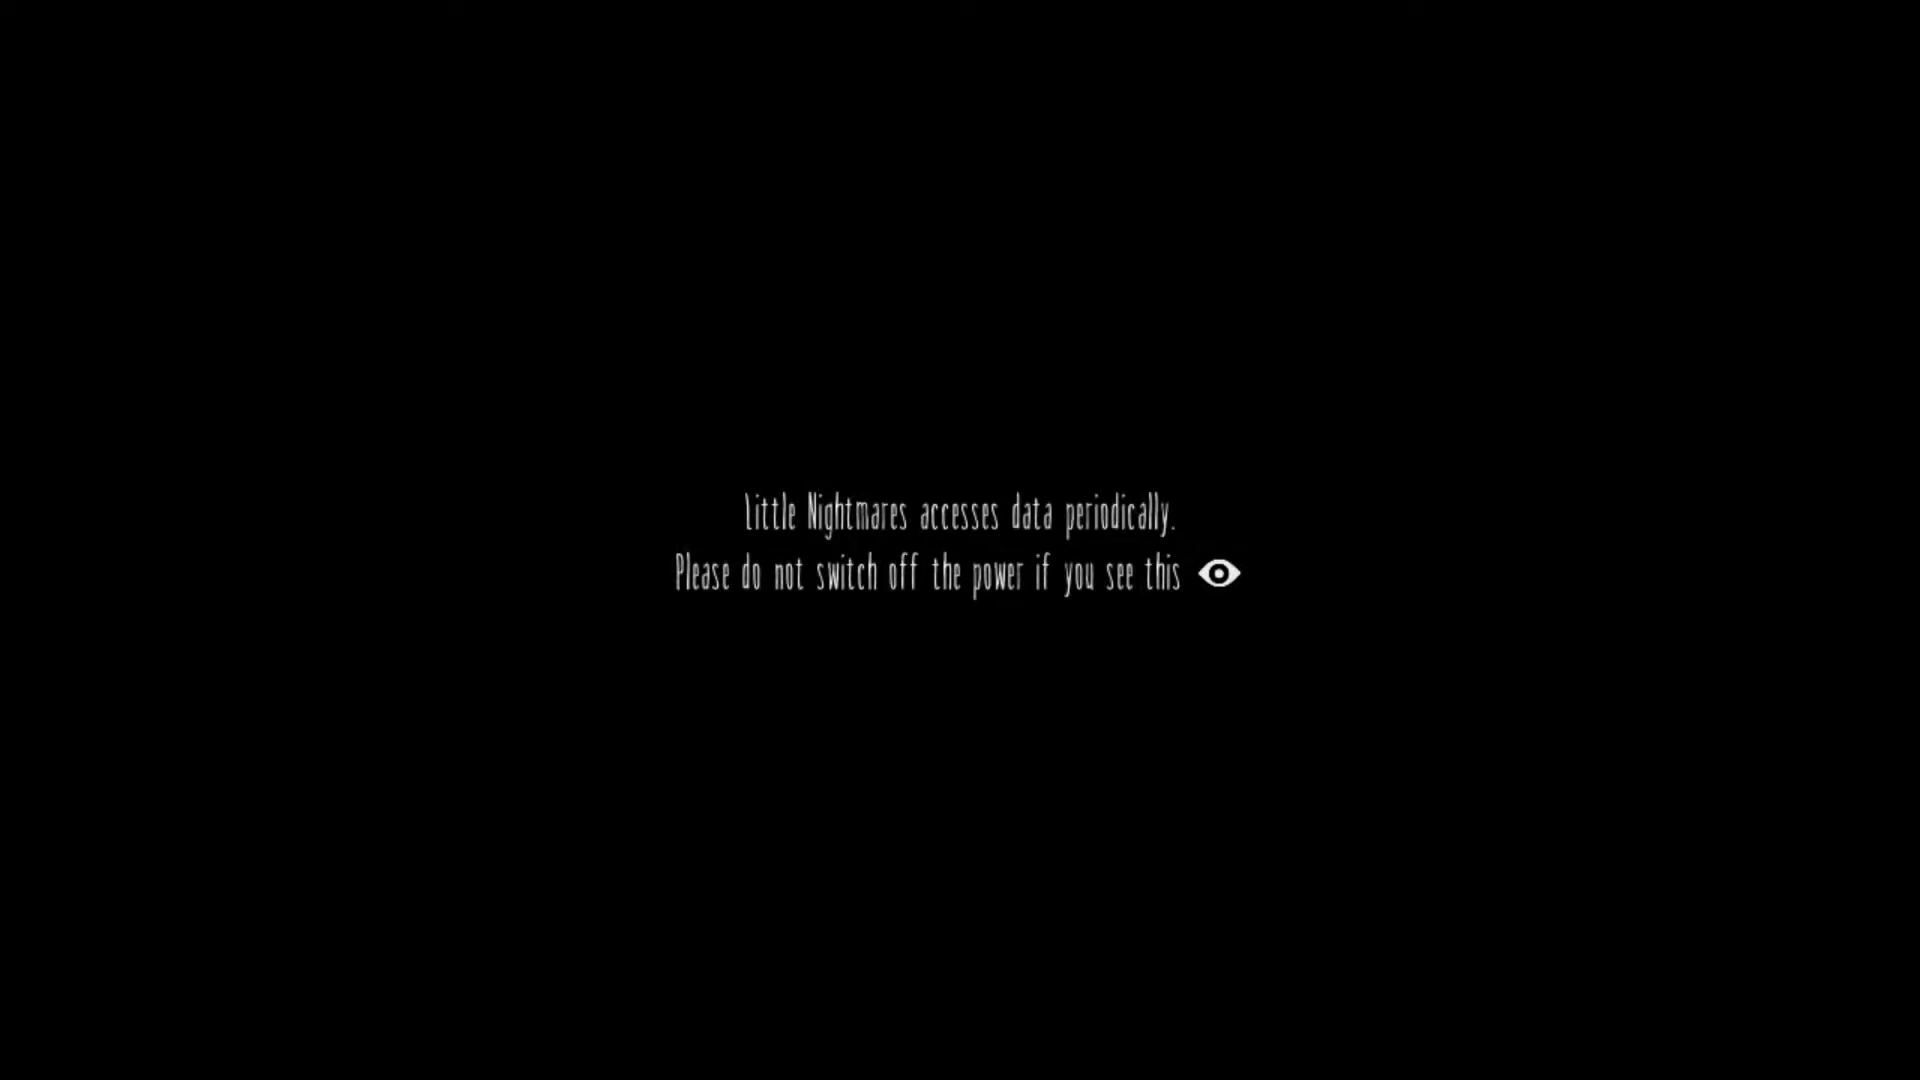 Little Nightmares accesses data periodically.
Please do not switch off the power if you see this